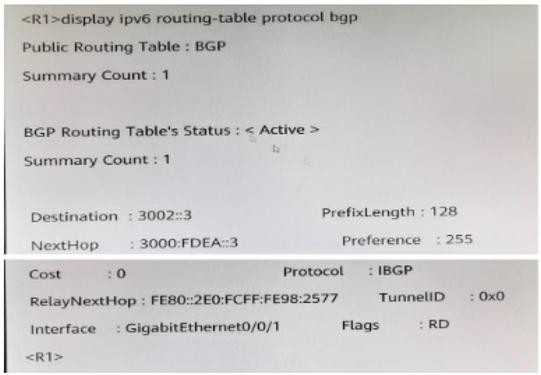 <R1>display ipv6 routing-table protocol bgp
Public Routing Table : BGP
Summary Count : 1
BGP Routing Table's Status : < Active >
Summary Count : 1
Destination : 3002::3 PrefixLength : 128
NextHop : 3000:FDEA::3 Preference : 255
Cost : 0 Protocol : IBGP
RelayNextHop : FE80::2E0:FCFF:FE98:2577 TunnelID : 0x0
Interface : GigabitEthernet0/0/1 Flags : RD
<R1>